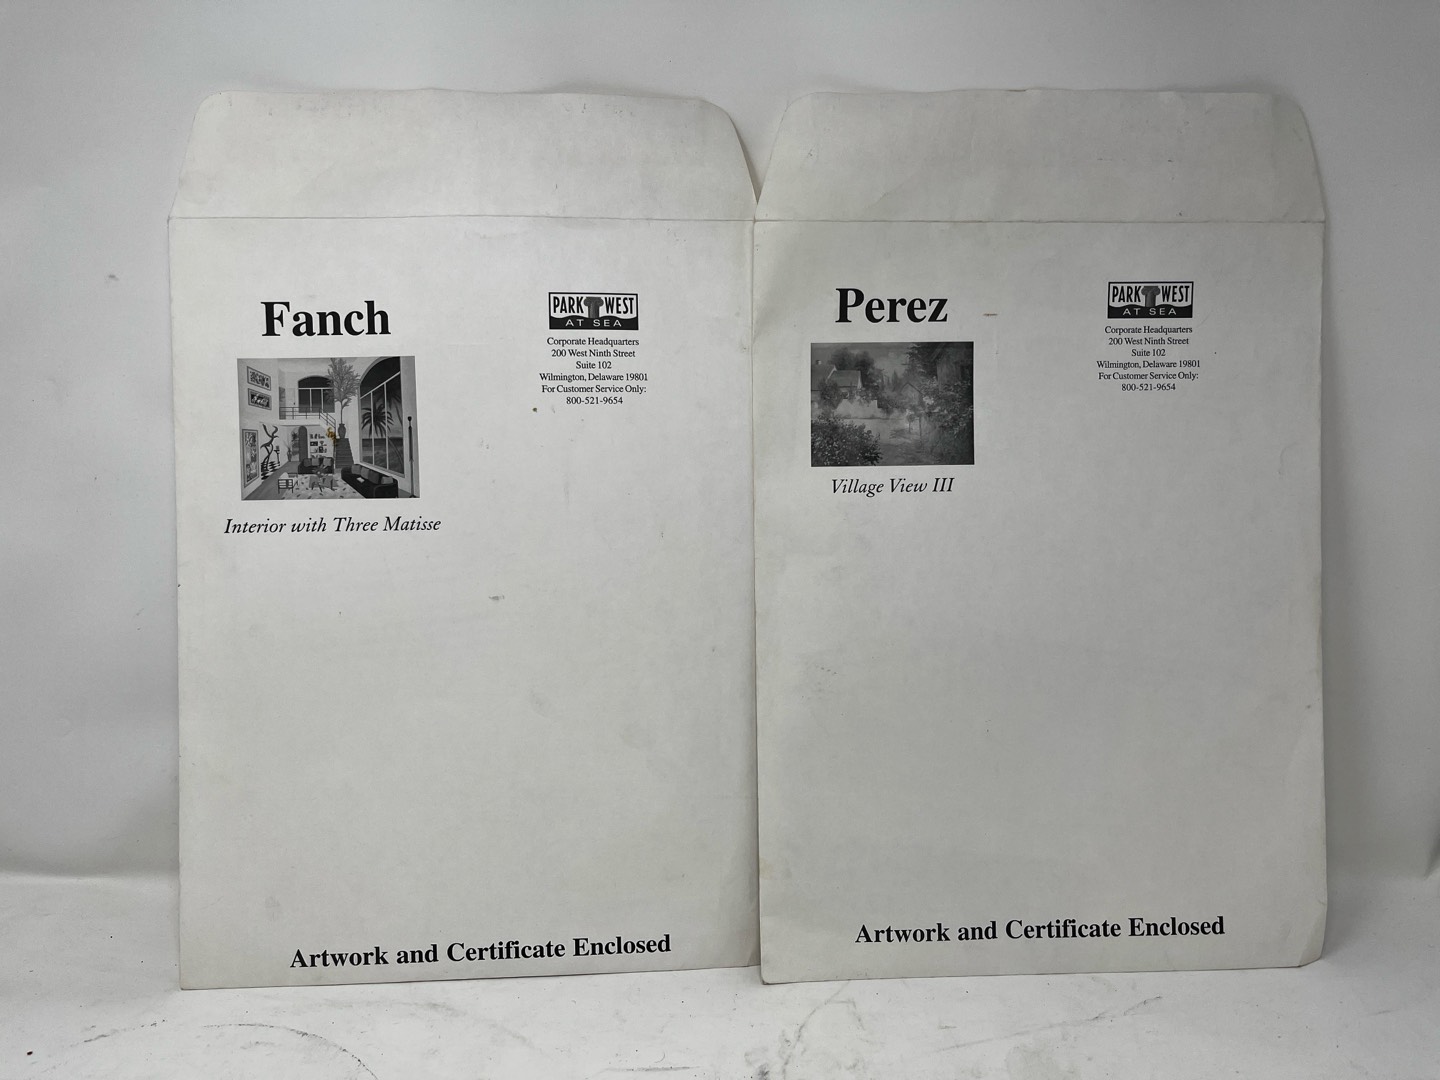 Fanch
PARK WEST
AT SEA
Corporate Headquarters
200 West Ninth Street
Suite 102
Wilmington, Delaware 19801
For Customer Service Only:
800-521-9654
Interior with Three Matisse
Artwork and Certificate Enclosed
Perez
PARK WEST
AT SEA
Corporate Headquarters
200 West Ninth Street
Suite 102
Wilmington, Delaware 19801
For Customer Service Only:
800-521-9654
Village View III
Artwork and Certificate Enclosed